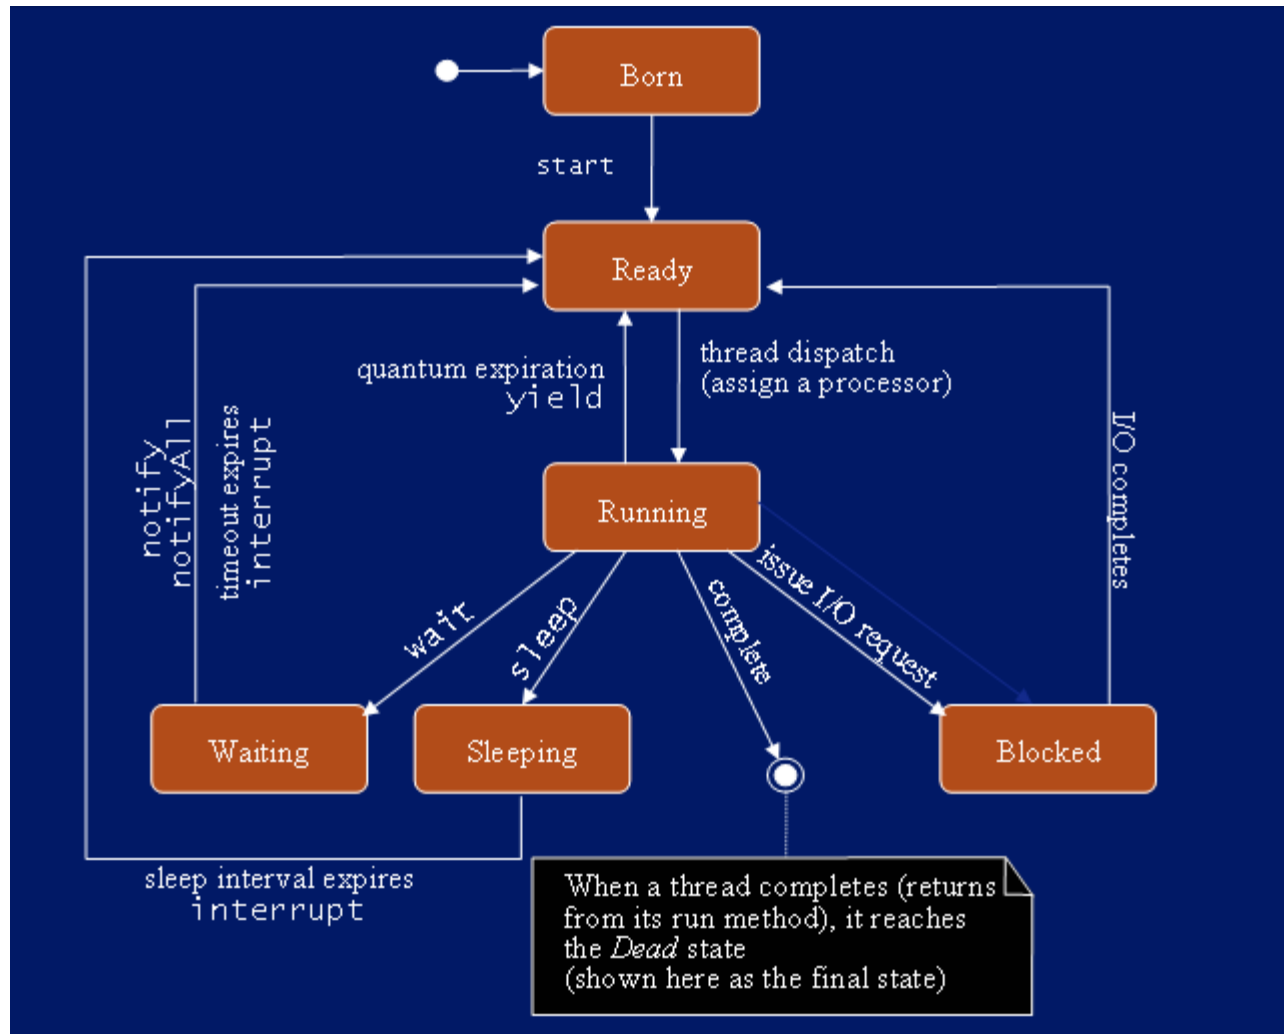 Born
start
Ready
quantum expiration
yield
thread dispatch
(assign a processor)
notify
notifyAll
timeout expires
interrupt
I/O completes
Running
wait
sleep
complete
issue I/O request
Waiting
Sleeping
Blocked
sleep interval expires
interrupt
When a thread completes (returns
from its run method), it reaches
the Dead state
(shown here as the final state)